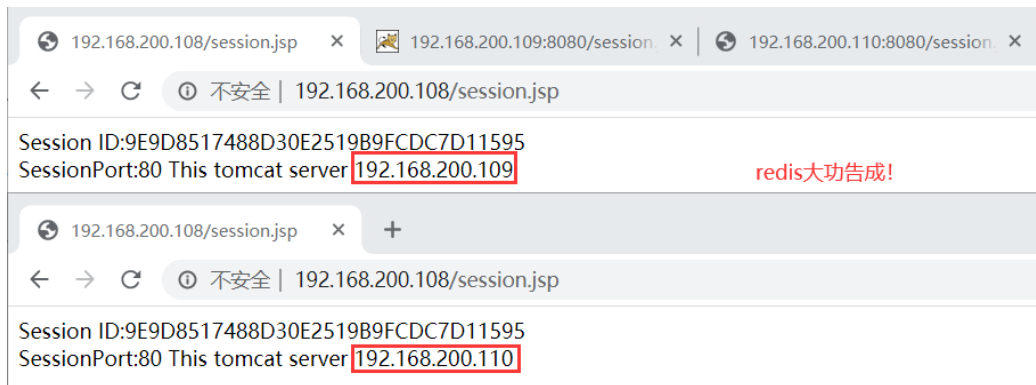 192.168.200.108/session.jsp
192.168.200.109:8080/session.
192.168.200.110:8080/session.
不安全 | 192.168.200.108/session.jsp
Session ID:9E9D8517488D30E2519B9FCDC7D11595
SessionPort:80 This tomcat server 192.168.200.109
redis大功告成!
192.168.200.108/session.jsp
不安全 | 192.168.200.108/session.jsp
Session ID:9E9D8517488D30E2519B9FCDC7D11595
SessionPort:80 This tomcat server 192.168.200.110